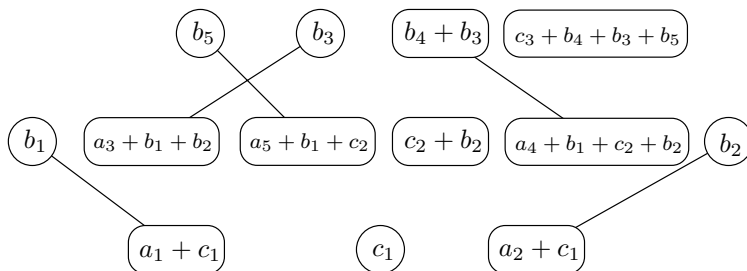 b₅ b₃ b₄ + b₃ c₃ + b₄ + b₃ + b₅
b₁ a₃ + b₁ + b₂ a₅ + b₁ + c₂ c₂ + b₂ a₄ + b₁ + c₂ + b₂ b₂
a₁ + c₁ c₁ a₂ + c₁